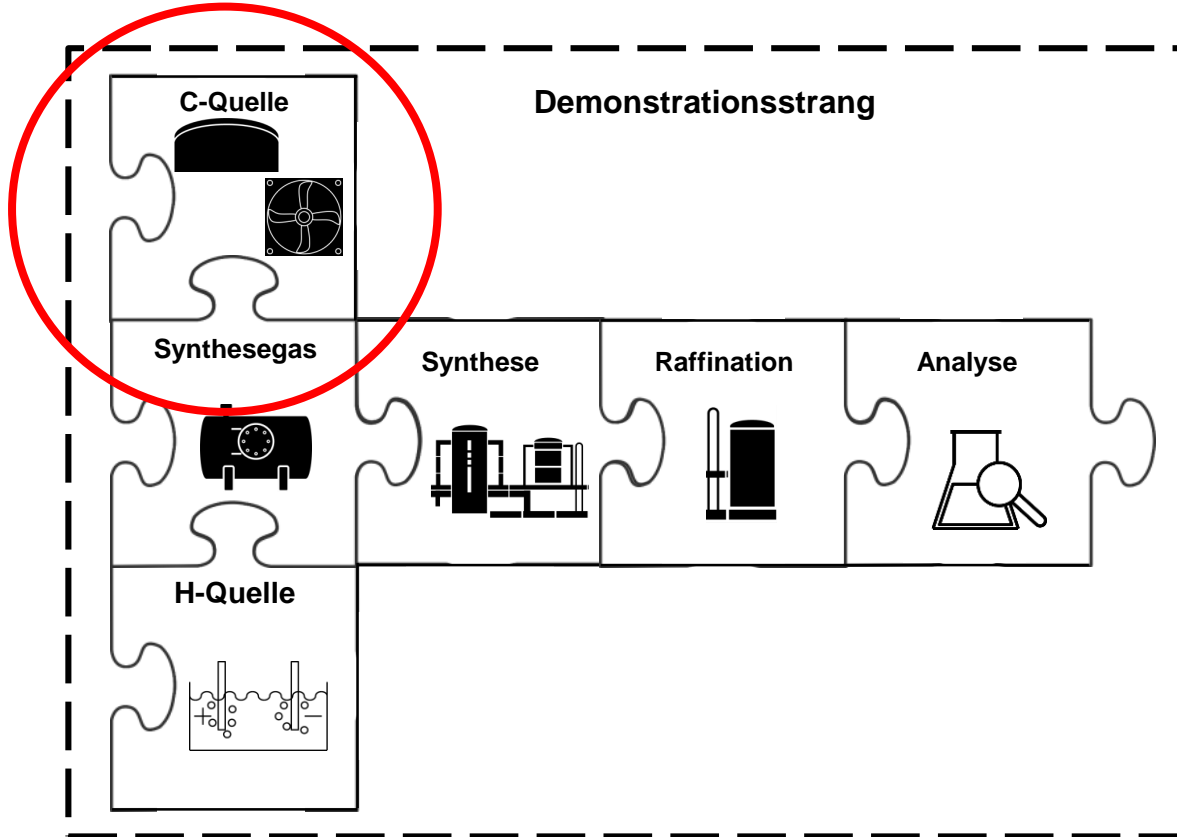 C-Quelle
Demonstrationsstrang
Synthesegas
Synthese
Raffination
Analyse
H-Quelle
+
−